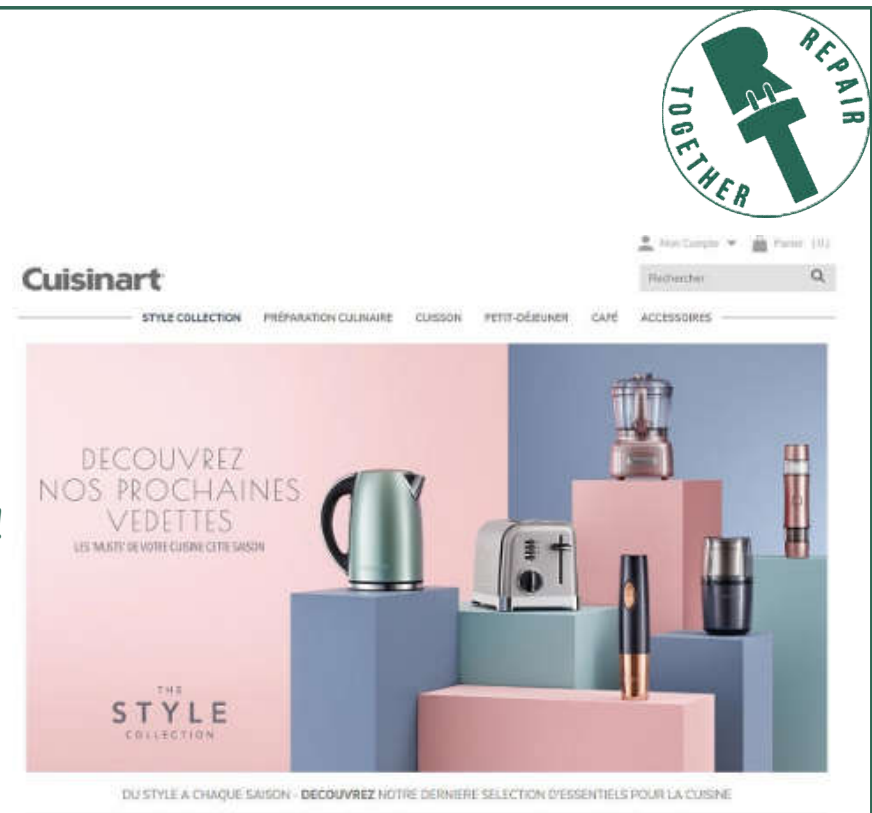 REPAIR
TOGETHER
Mon Compte Panier (0)
Cuisinart
Rechercher
STYLE COLLECTION PRÉPARATION CULINAIRE CUISSON PETIT-DÉJEUNER CAFÉ ACCESSOIRES
DECOUVREZ
NOS PROCHAINES
VEDETTES
LES 'MUSTS' DE VOTRE CUISINE CETTE SAISON
!
THE
STYLE
COLLECTION
DU STYLE A CHAQUE SAISON - DECOUVREZ NOTRE DERNIERE SELECTION D'ESSENTIELS POUR LA CUISINE